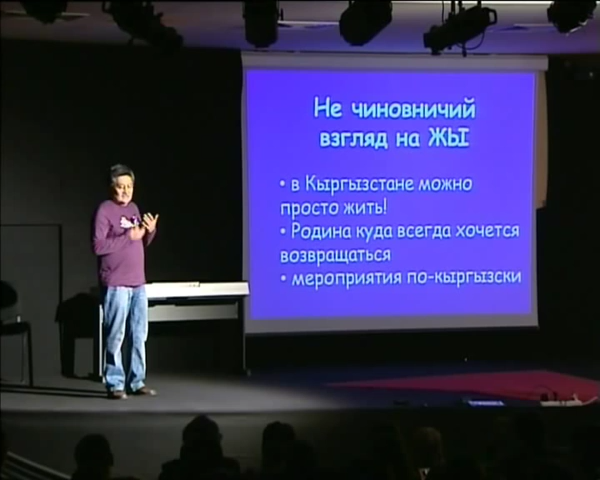 Не чиновничий
взгляд на ЖЫ
• в Кыргызстане можно
просто жить!
• Родина куда всегда хочется
возвращаться
• мероприятия по-кыргызски